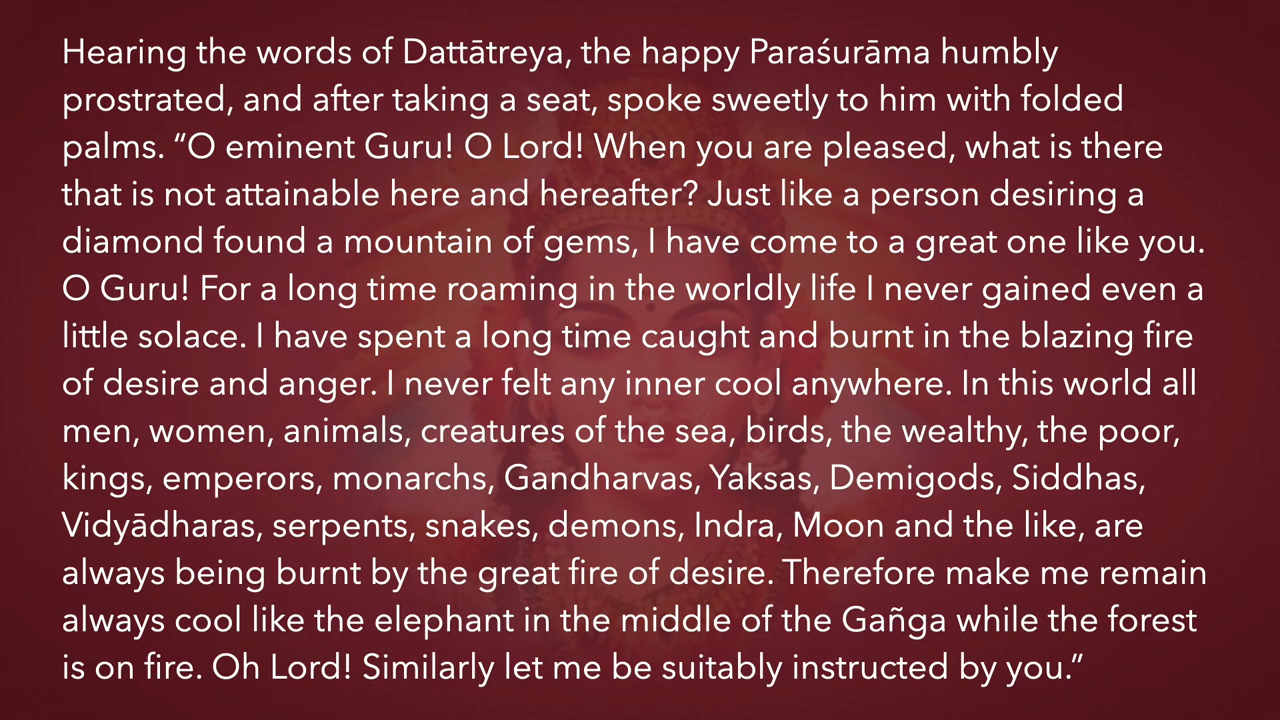 Hearing the words of Dattātreya, the happy Paraśurāma humbly
prostrated, and after taking a seat, spoke sweetly to him with folded
palms. “O eminent Guru! O Lord! When you are pleased, what is there
that is not attainable here and hereafter? Just like a person desiring a
diamond found a mountain of gems, I have come to a great one like you.
O Guru! For a long time roaming in the worldly life I never gained even a
little solace. I have spent a long time caught and burnt in the blazing fire
of desire and anger. I never felt any inner cool anywhere. In this world all
men, women, animals, creatures of the sea, birds, the wealthy, the poor,
kings, emperors, monarchs, Gandharvas, Yaksas, Demigods, Siddhas,
Vidyādharas, serpents, snakes, demons, Indra, Moon and the like, are
always being burnt by the great fire of desire. Therefore make me remain
always cool like the elephant in the middle of the Gañga while the forest
is on fire. Oh Lord! Similarly let me be suitably instructed by you.”